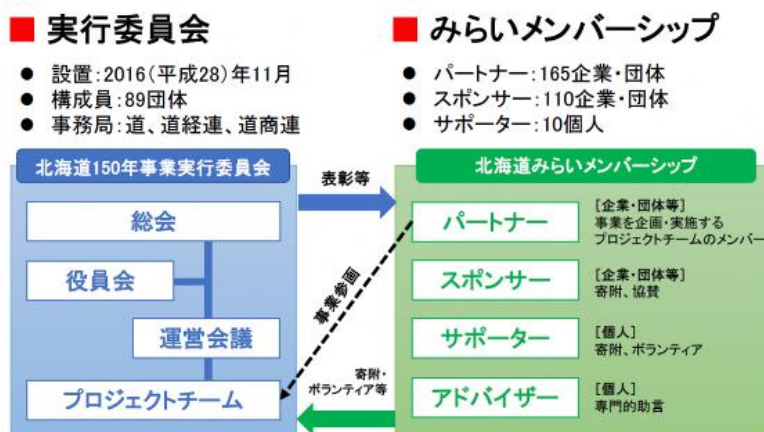 ■ 実行委員会
● 設置：2016（平成28）年11月
● 構成員：89団体
● 事務局：道、道経連、道商連
北海道150年事業実行委員会
総会
役員会
運営会議
プロジェクトチーム
表彰等
事業参画
寄附・
ボランティア等
■ みらいメンバーシップ
● パートナー：165企業・団体
● スポンサー：110企業・団体
● サポーター：10個人
北海道みらいメンバーシップ
パートナー
［企業・団体等］
事業を企画・実施する
プロジェクトチームのメンバー
スポンサー
［企業・団体等］
寄附、協賛
サポーター
［個人］
寄附、ボランティア
アドバイザー
［個人］
専門的助言